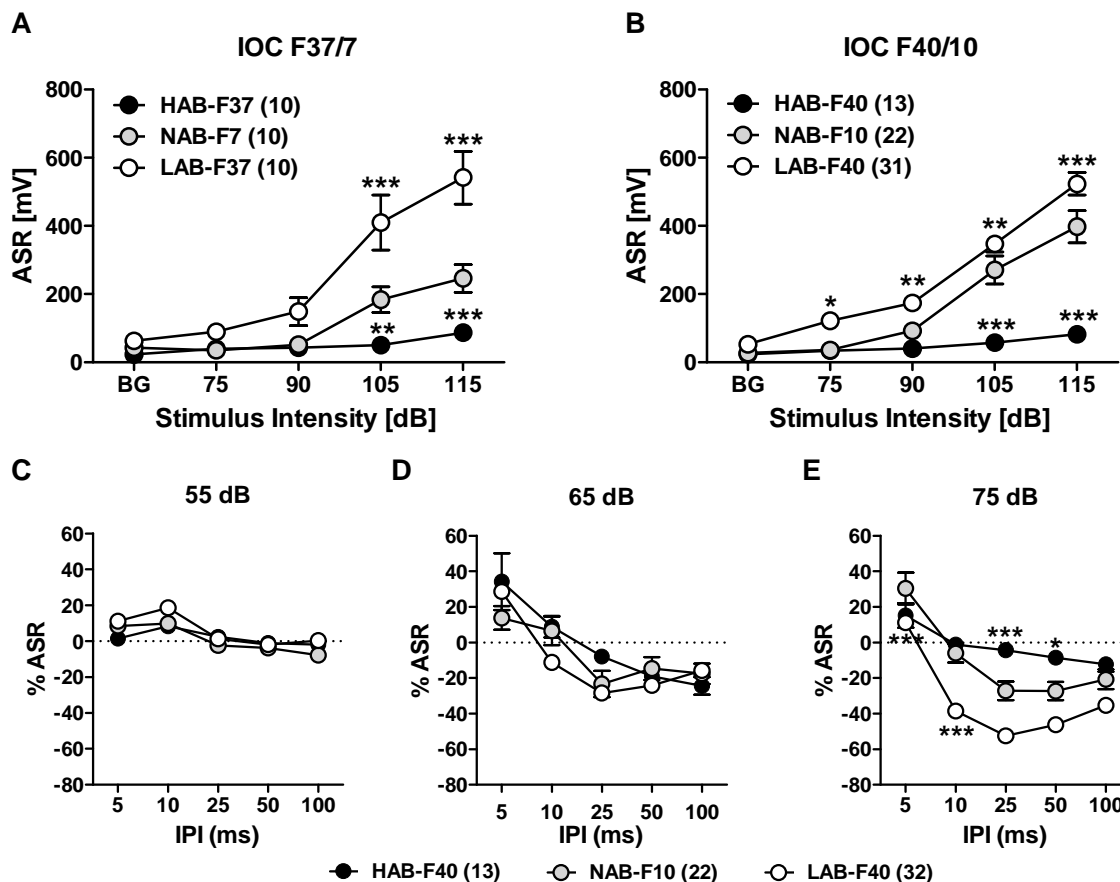 A
IOC F37/7
HAB-F37 (10)
NAB-F7 (10)
LAB-F37 (10)
800
600
400
200
0
ASR [mV]
***
***
**
***
BG 75 90 105 115
Stimulus Intensity [dB]
B
IOC F40/10
HAB-F40 (13)
NAB-F10 (22)
LAB-F40 (31)
800
600
400
200
0
ASR [mV]
*
**
**
***
***
***
BG 75 90 105 115
Stimulus Intensity [dB]
C
55 dB
60
40
20
0
-20
-40
-60
-80
% ASR
5 10 25 50 100
IPI (ms)
D
65 dB
60
40
20
0
-20
-40
-60
-80
% ASR
5 10 25 50 100
IPI (ms)
E
75 dB
60
40
20
0
-20
-40
-60
-80
% ASR
***
***
***
*
5 10 25 50 100
IPI (ms)
HAB-F40 (13) NAB-F10 (22) LAB-F40 (32)